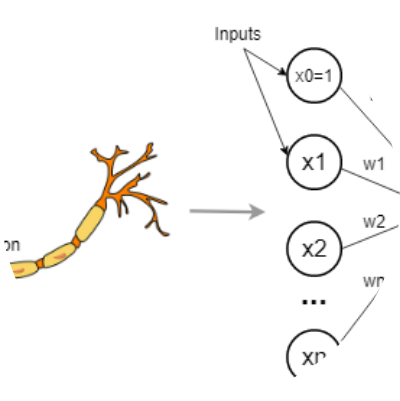 Inputs
x0=1
x1
w1
w2
x2
...